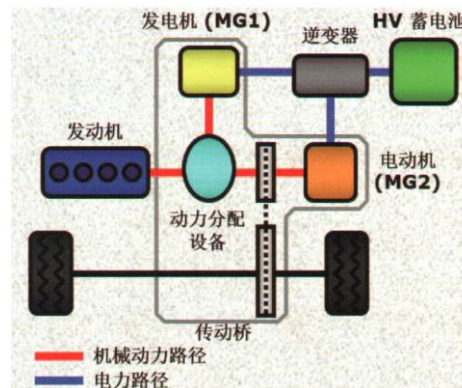 发电机 (MG1)
逆变器
HV 蓄电池
发动机
电动机
(MG2)
动力分配
设备
传动桥
机械动力路径
电力路径